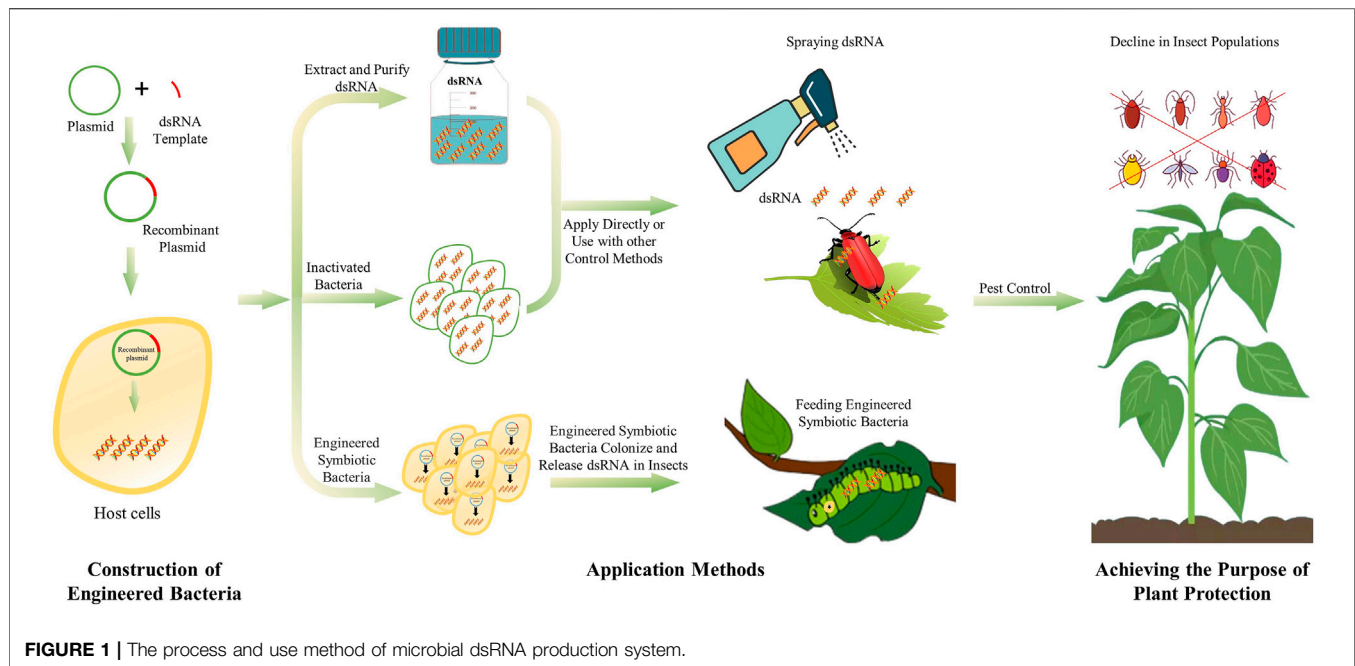 Plasmid
+
dsRNA
Template
Recombinant
Plasmid
Recombinant
plasmid
Host cells
Construction of
Engineered Bacteria
Extract and Purify
dsRNA
dsRNA
Inactivated
Bacteria
Engineered
Symbiotic
Bacteria
Apply Directly or
Use with other
Control Methods
Engineered Symbiotic
Bacteria Colonize and
Release dsRNA in Insects
Spraying dsRNA
dsRNA
Feeding Engineered
Symbiotic Bacteria
Application Methods
Pest Control
Decline in Insect Populations
Achieving the Purpose of
Plant Protection
FIGURE 1 | The process and use method of microbial dsRNA production system.